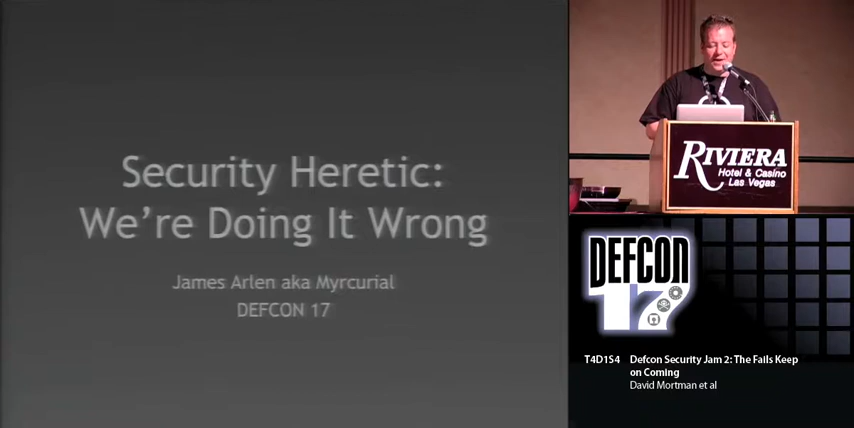 Security Heretic:
We're Doing It Wrong
James Arlen aka Myrcurial
DEFCON 17
RIVIERA
Hotel & Casino
Las Vegas
DEFCON
17
T4D1S4 Defcon Security Jam 2: The Fails Keep
on Coming
David Mortman et al